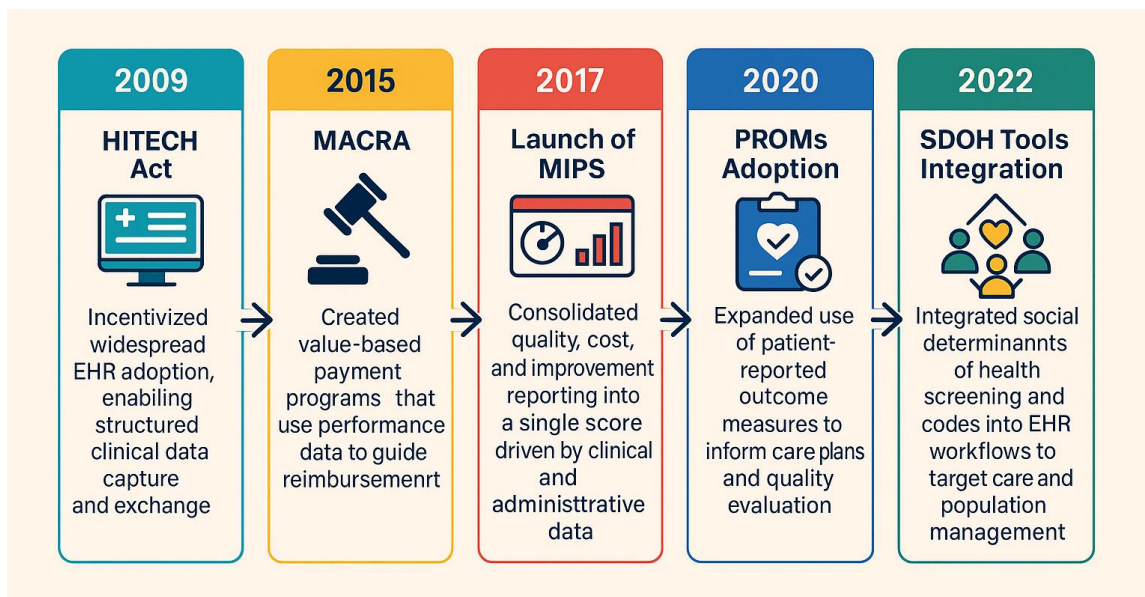 2009
HITECH
Act
Incentivized
widespread
EHR adoption,
enabiling
structured
clinical data
capture
and exchange
2015
MACRA
Created
value-based
payment
programs that
use performance
data to guide
reimbursemenrt
2017
Launch of
MIPS
Consolidated
quality, cost,
and improvement
reporting into
a single score
driven by clinical
and
administtrative
data
2020
PROMs
Adoption
Expanded use
of patient-
reported
outcome
measures to
inform care plans
and quality
evaluation
2022
SDOH Tools
Integration
Integrated social
determinannts
of health
screening and
codes into EHR
workflows to
target care and
population
management